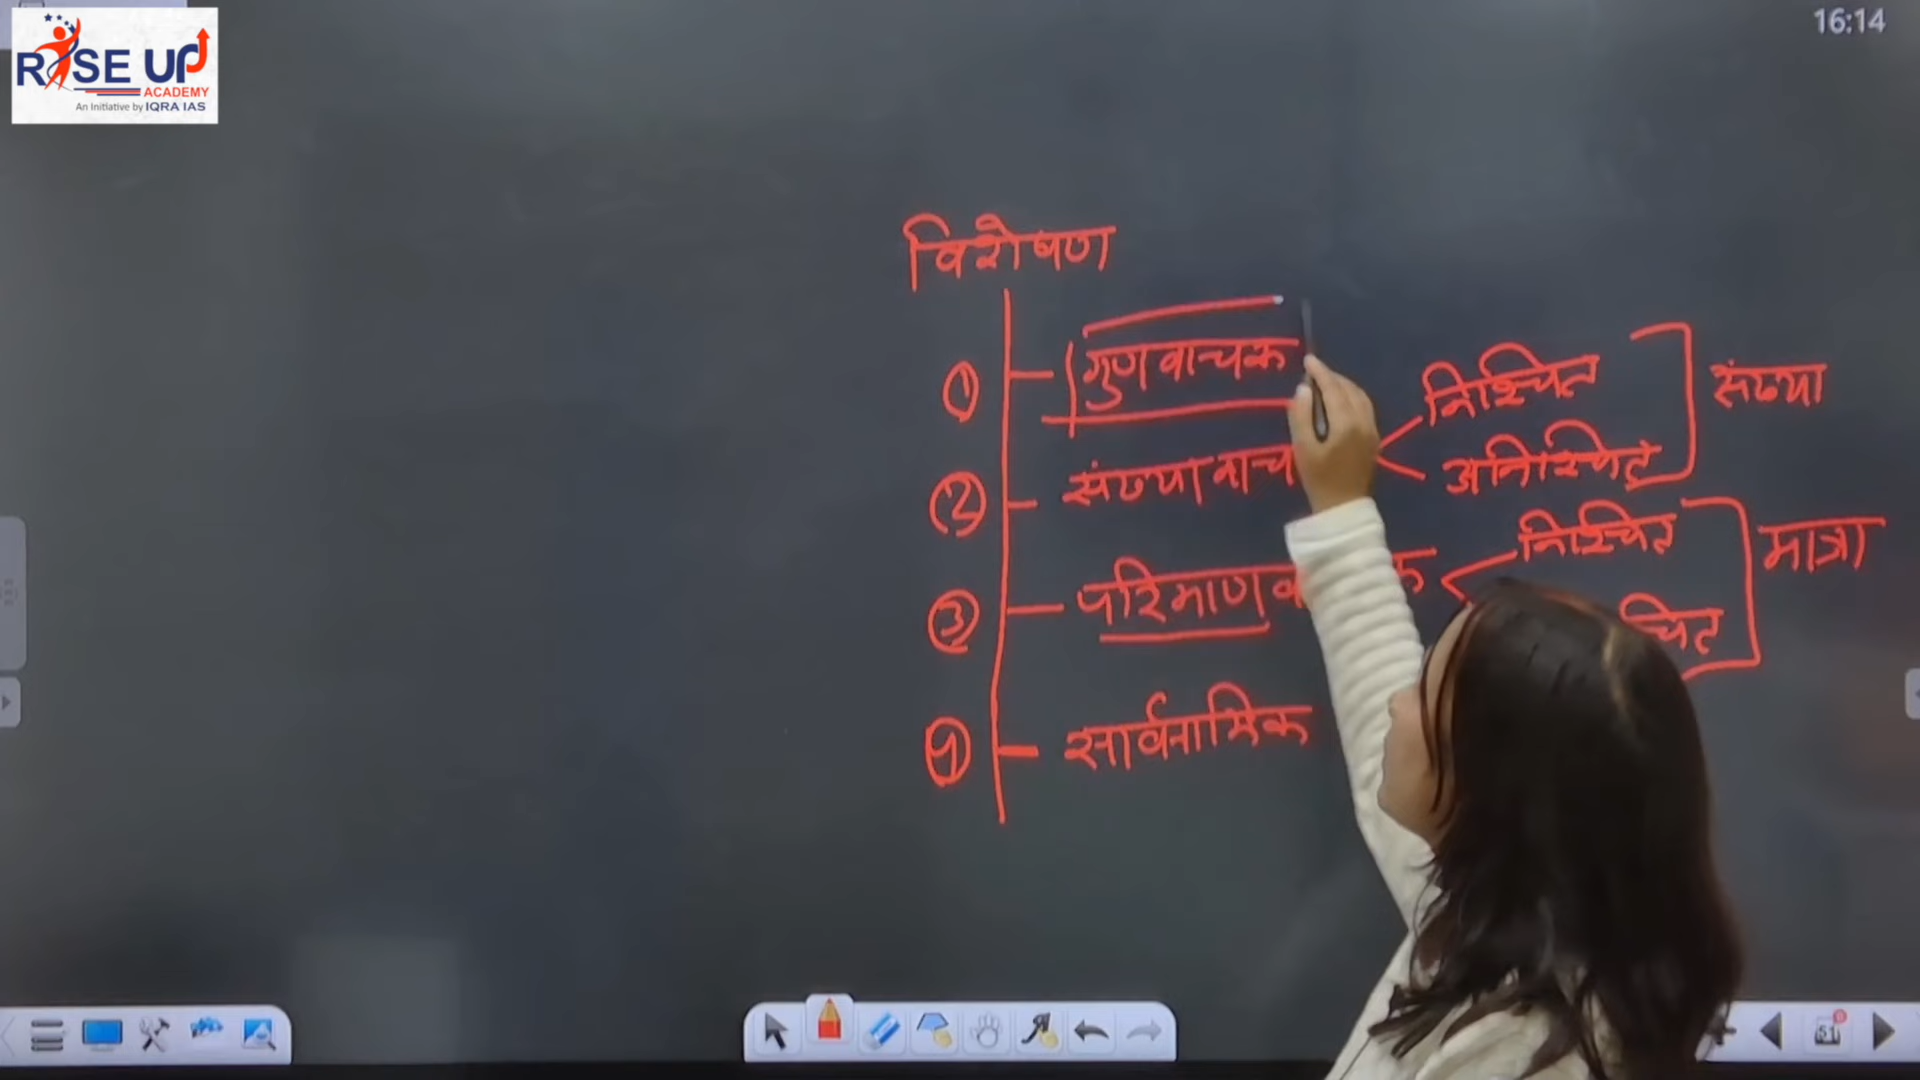 RISE UP
ACADEMY
An Initiative by IQRA IAS
16:14
विशेषण
① गुणवाचक
② संख्यावाच
निश्चित
अनिश्चित
संख्या
③ परिमाण क
निश्चित
चित
मात्रा
④ सार्वनामिक
51